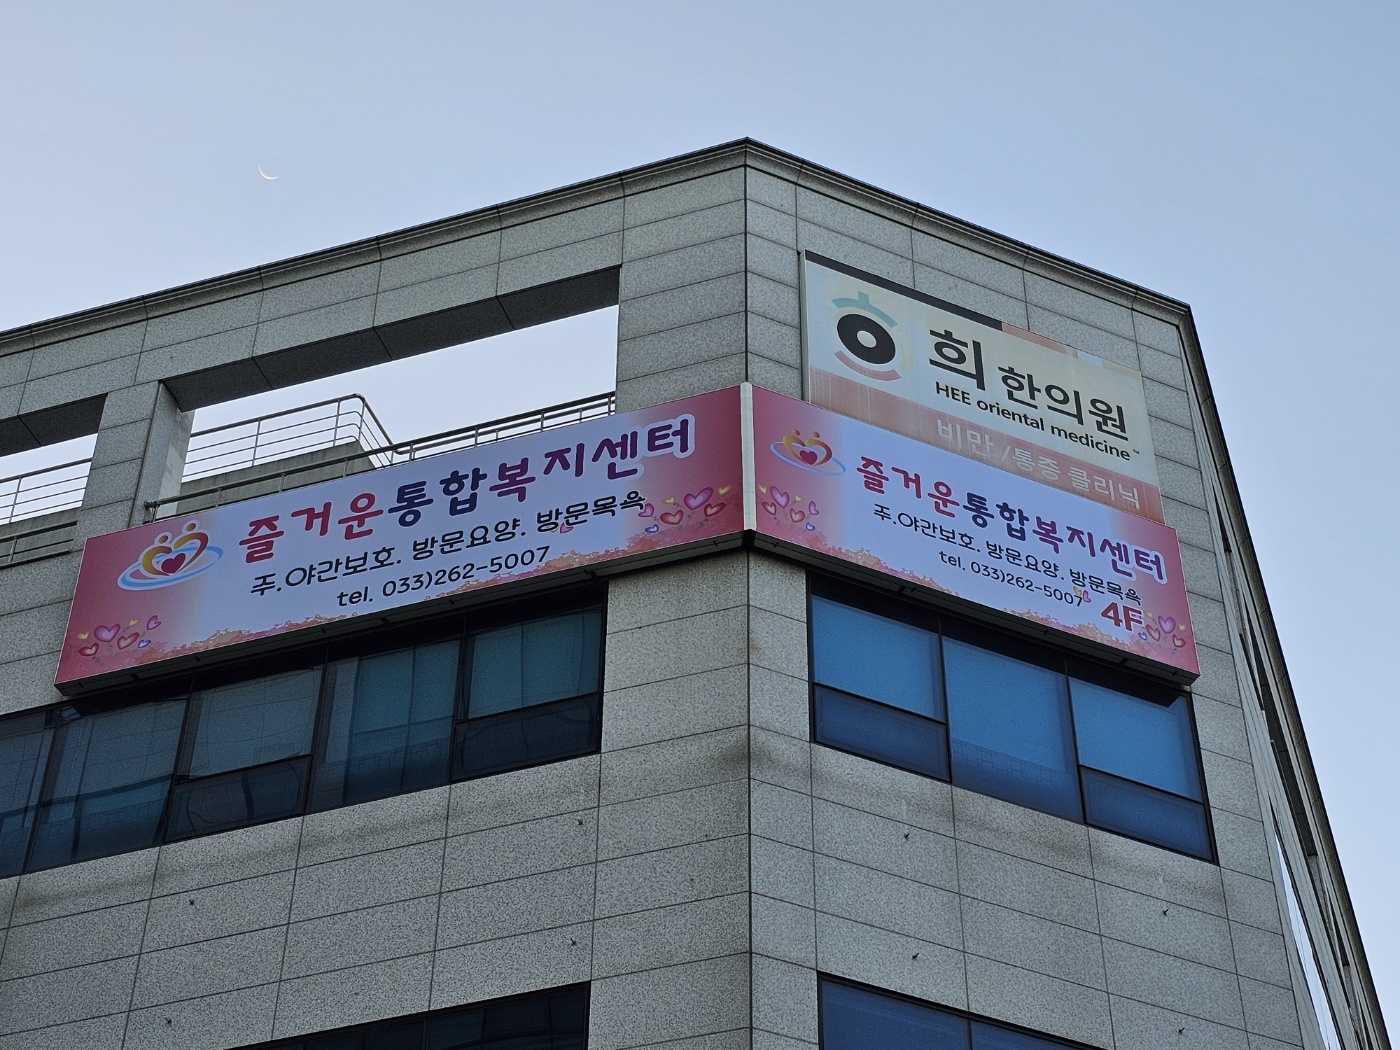 희 한의원
HEE oriental medicine™
비만 /통증 클리닉
즐거운통합복지센터
주.야간보호. 방문요양. 방문목욕
tel. 033)262-5007
즐거운통합복지센터
주.야간보호. 방문요양. 방문목욕
tel. 033)262-5007
4F